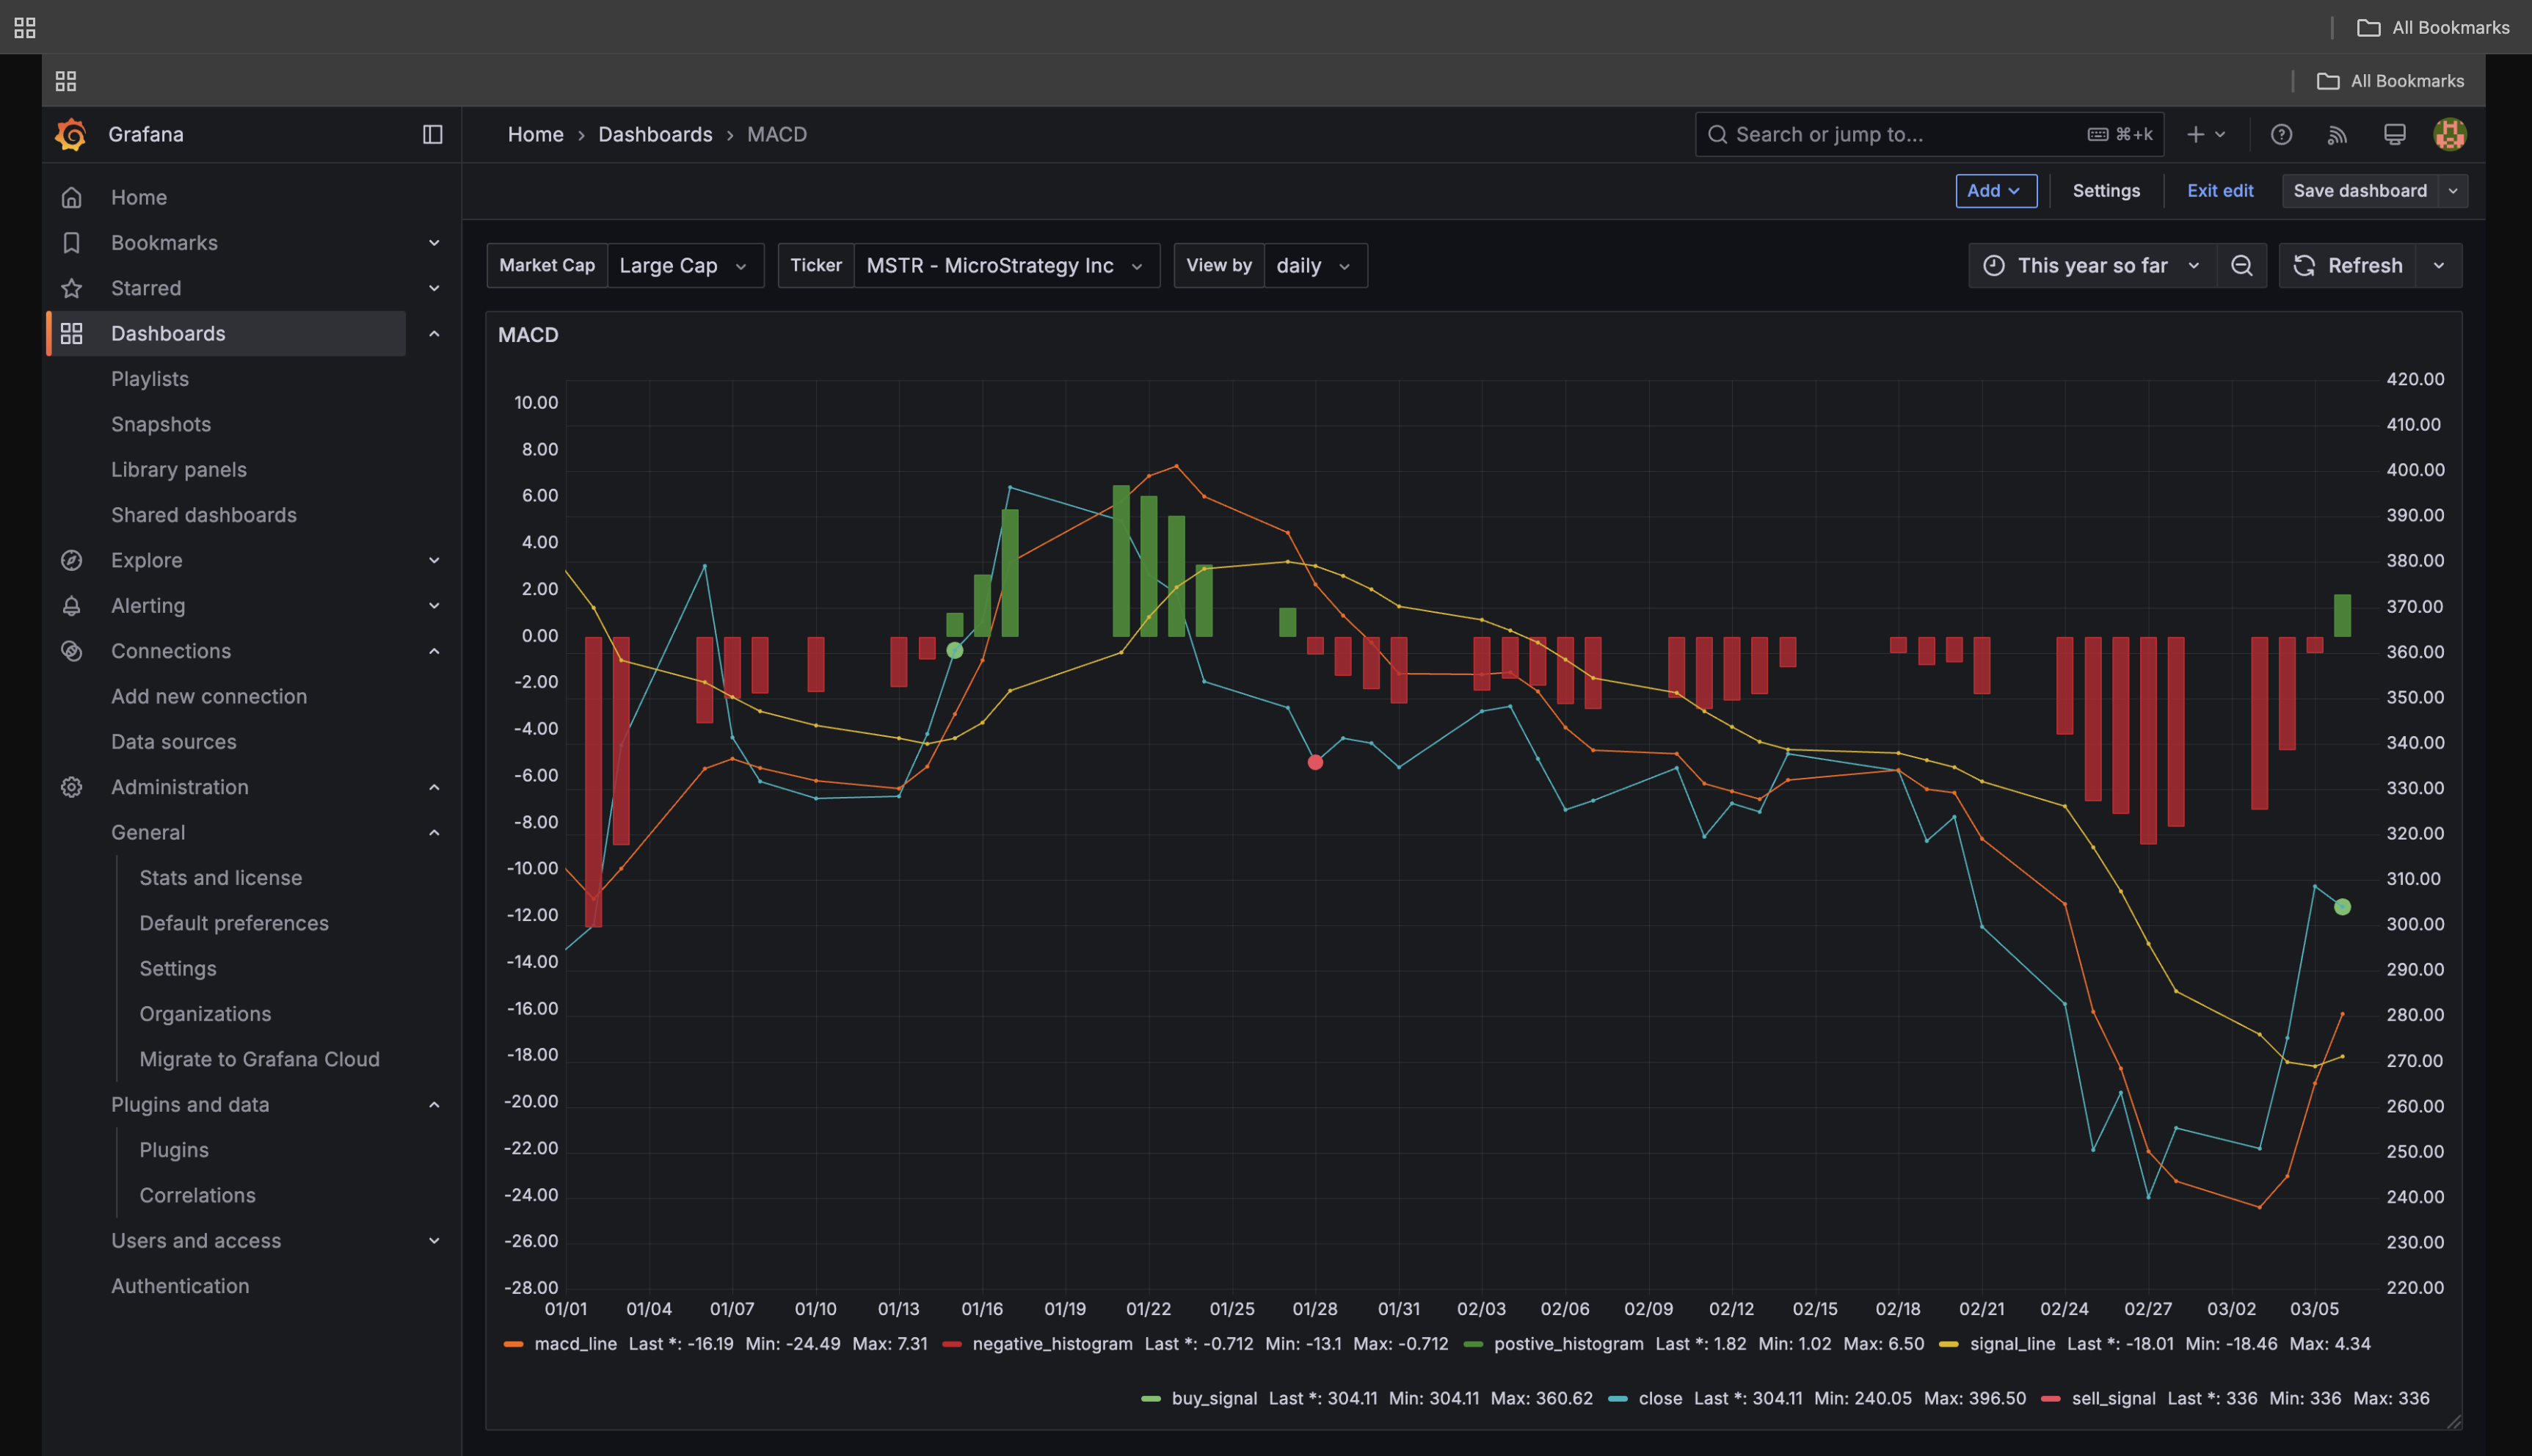 All Bookmarks
All Bookmarks
Grafana
Home › Dashboards › MACD
Search or jump to... ⌘+k
Home
Bookmarks
Starred
Dashboards
Playlists
Snapshots
Library panels
Shared dashboards
Explore
Alerting
Connections
Add new connection
Data sources
Administration
General
Stats and license
Default preferences
Settings
Organizations
Migrate to Grafana Cloud
Plugins and data
Plugins
Correlations
Users and access
Authentication
Add Settings Exit edit Save dashboard
Market Cap Large Cap Ticker MSTR - MicroStrategy Inc View by daily This year so far Refresh
MACD
10.00
8.00
6.00
4.00
2.00
0.00
-2.00
-4.00
-6.00
-8.00
-10.00
-12.00
-14.00
-16.00
-18.00
-20.00
-22.00
-24.00
-26.00
-28.00
420.00
410.00
400.00
390.00
380.00
370.00
360.00
350.00
340.00
330.00
320.00
310.00
300.00
290.00
280.00
270.00
260.00
250.00
240.00
230.00
220.00
01/01 01/04 01/07 01/10 01/13 01/16 01/19 01/22 01/25 01/28 01/31 02/03 02/06 02/09 02/12 02/15 02/18 02/21 02/24 02/27 03/02 03/05
macd_line Last *: -16.19 Min: -24.49 Max: 7.31 negative_histogram Last *: -0.712 Min: -13.1 Max: -0.712 postive_histogram Last *: 1.82 Min: 1.02 Max: 6.50 signal_line Last *: -18.01 Min: -18.46 Max: 4.34
buy_signal Last *: 304.11 Min: 304.11 Max: 360.62 close Last *: 304.11 Min: 240.05 Max: 396.50 sell_signal Last *: 336 Min: 336 Max: 336